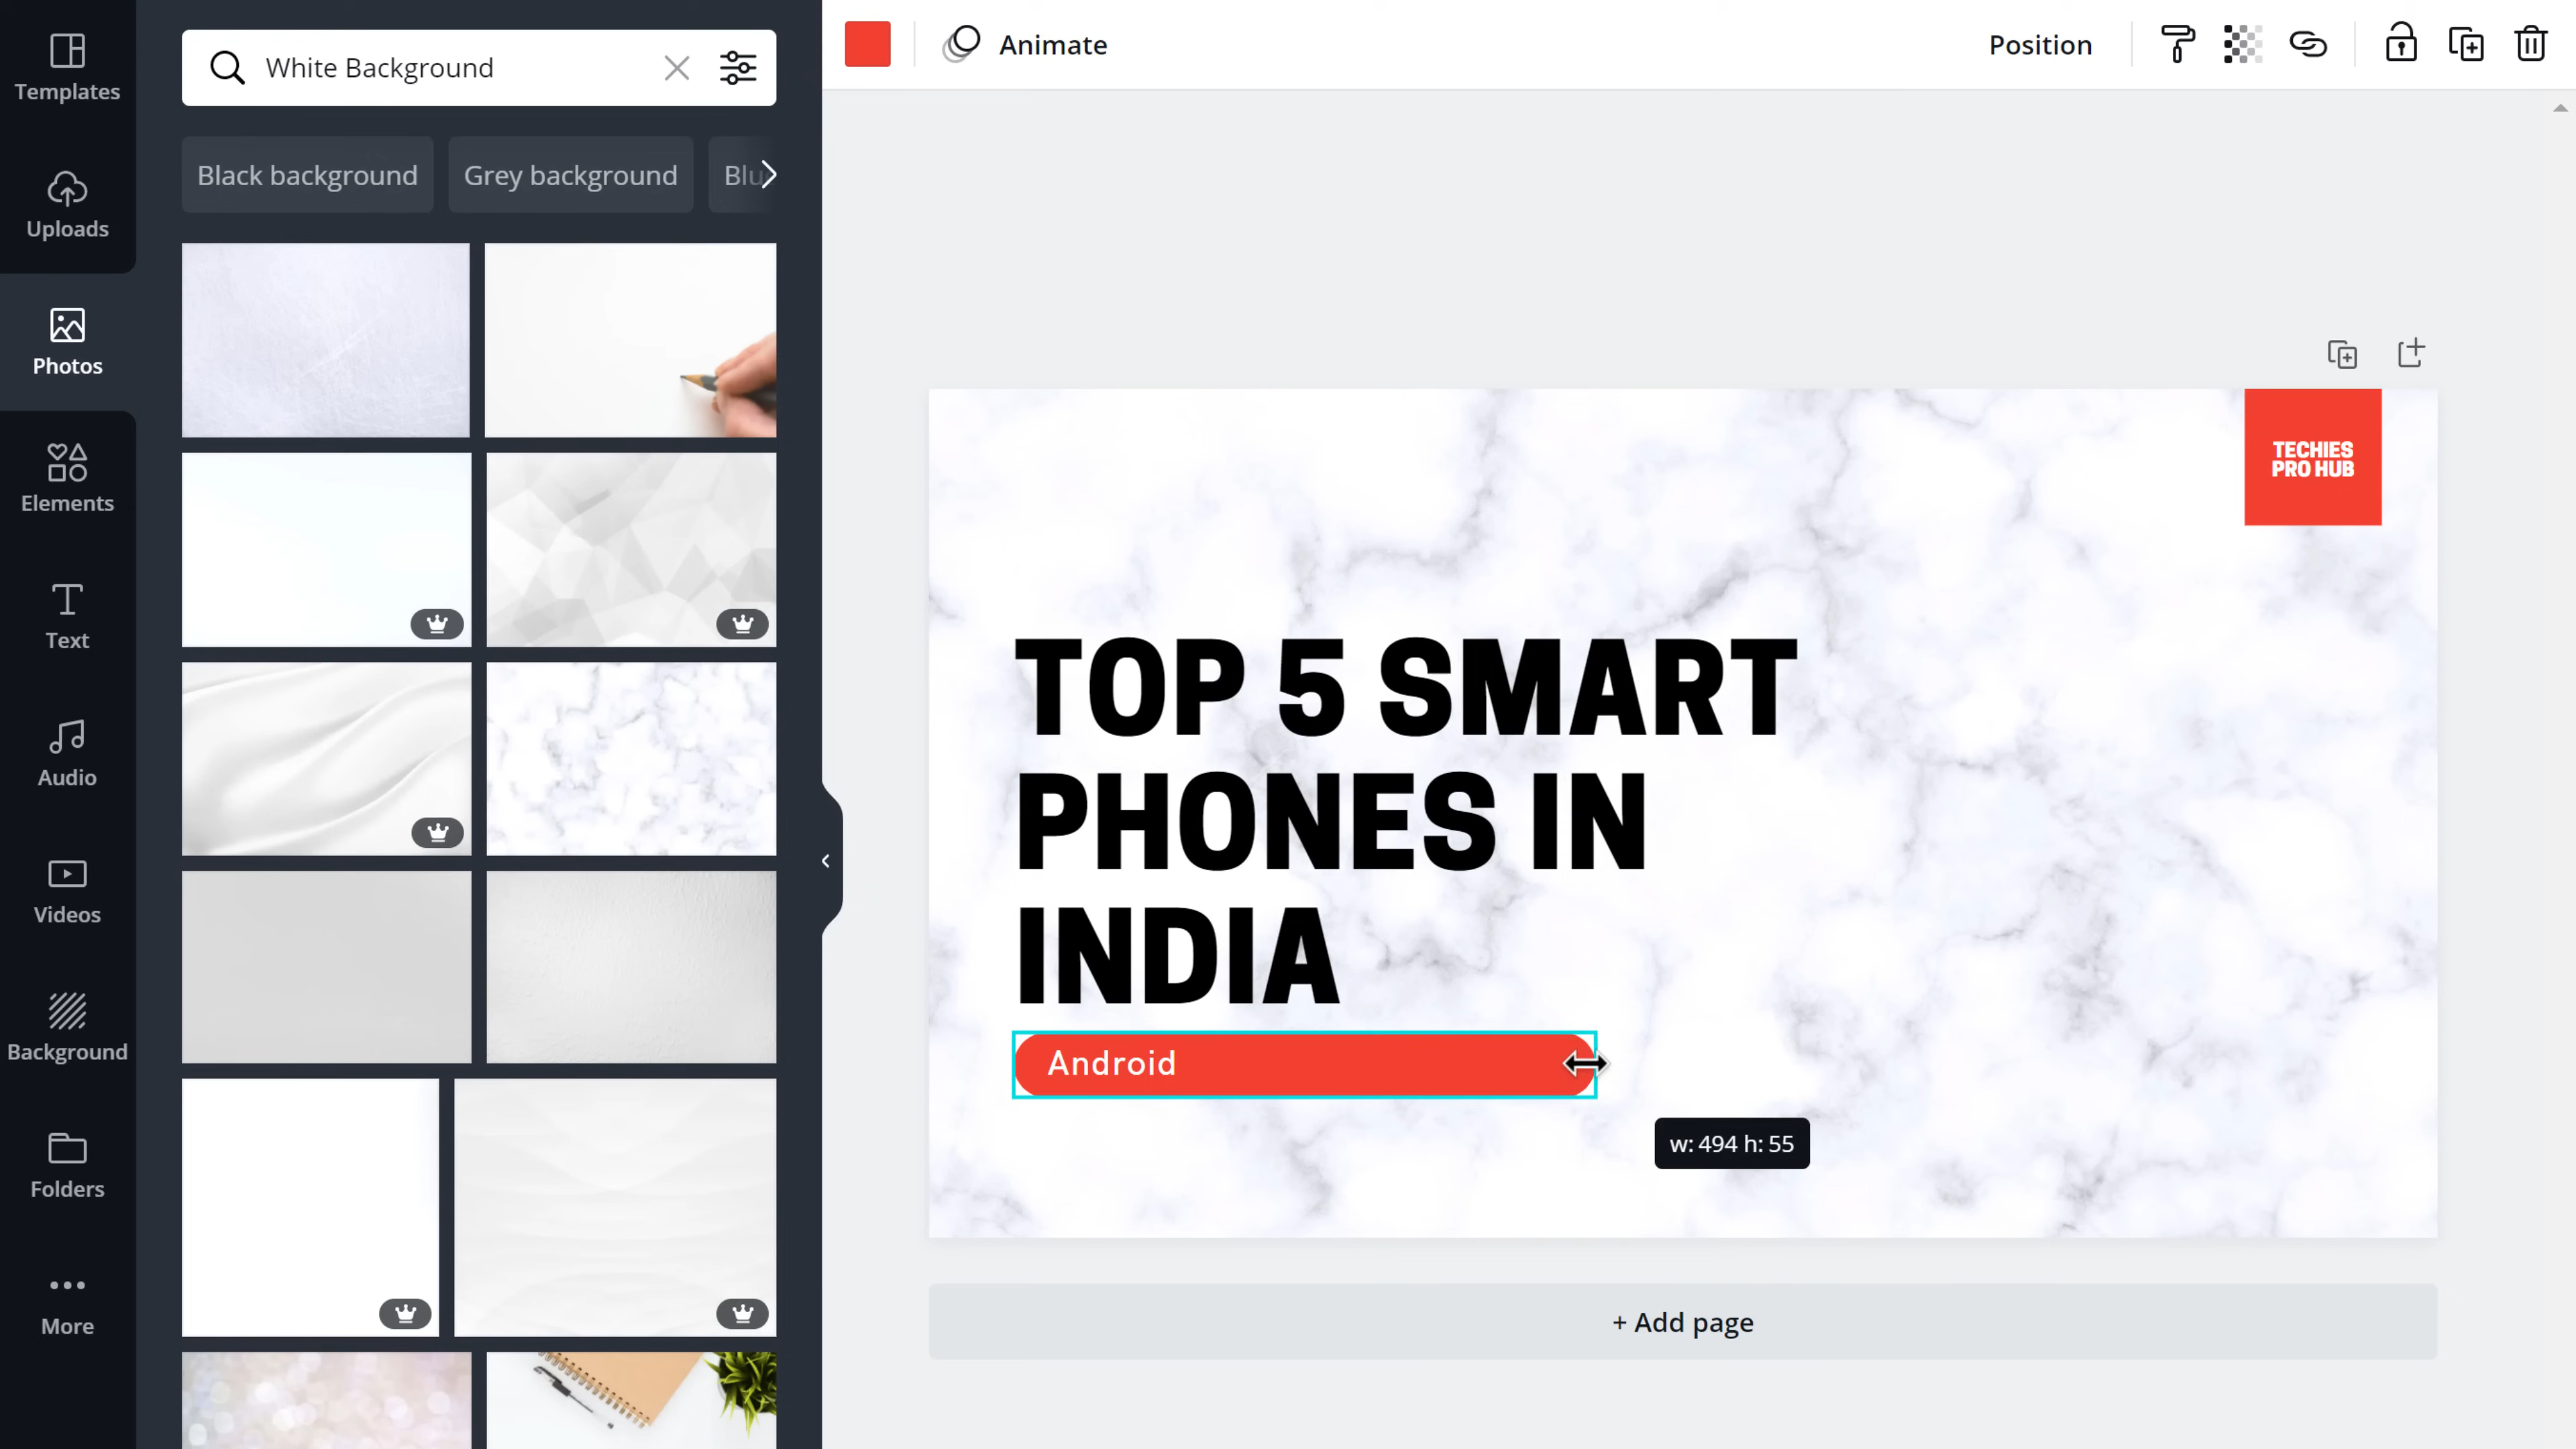 Templates
Uploads
Photos
Elements
Text
Audio
Videos
Background
Folders
More
White Background
Black background
Grey background
Blu
Animate
Position
TECHIES
PRO HUB
TOP 5 SMART
PHONES IN
INDIA
Android
w: 494 h: 55
+ Add page